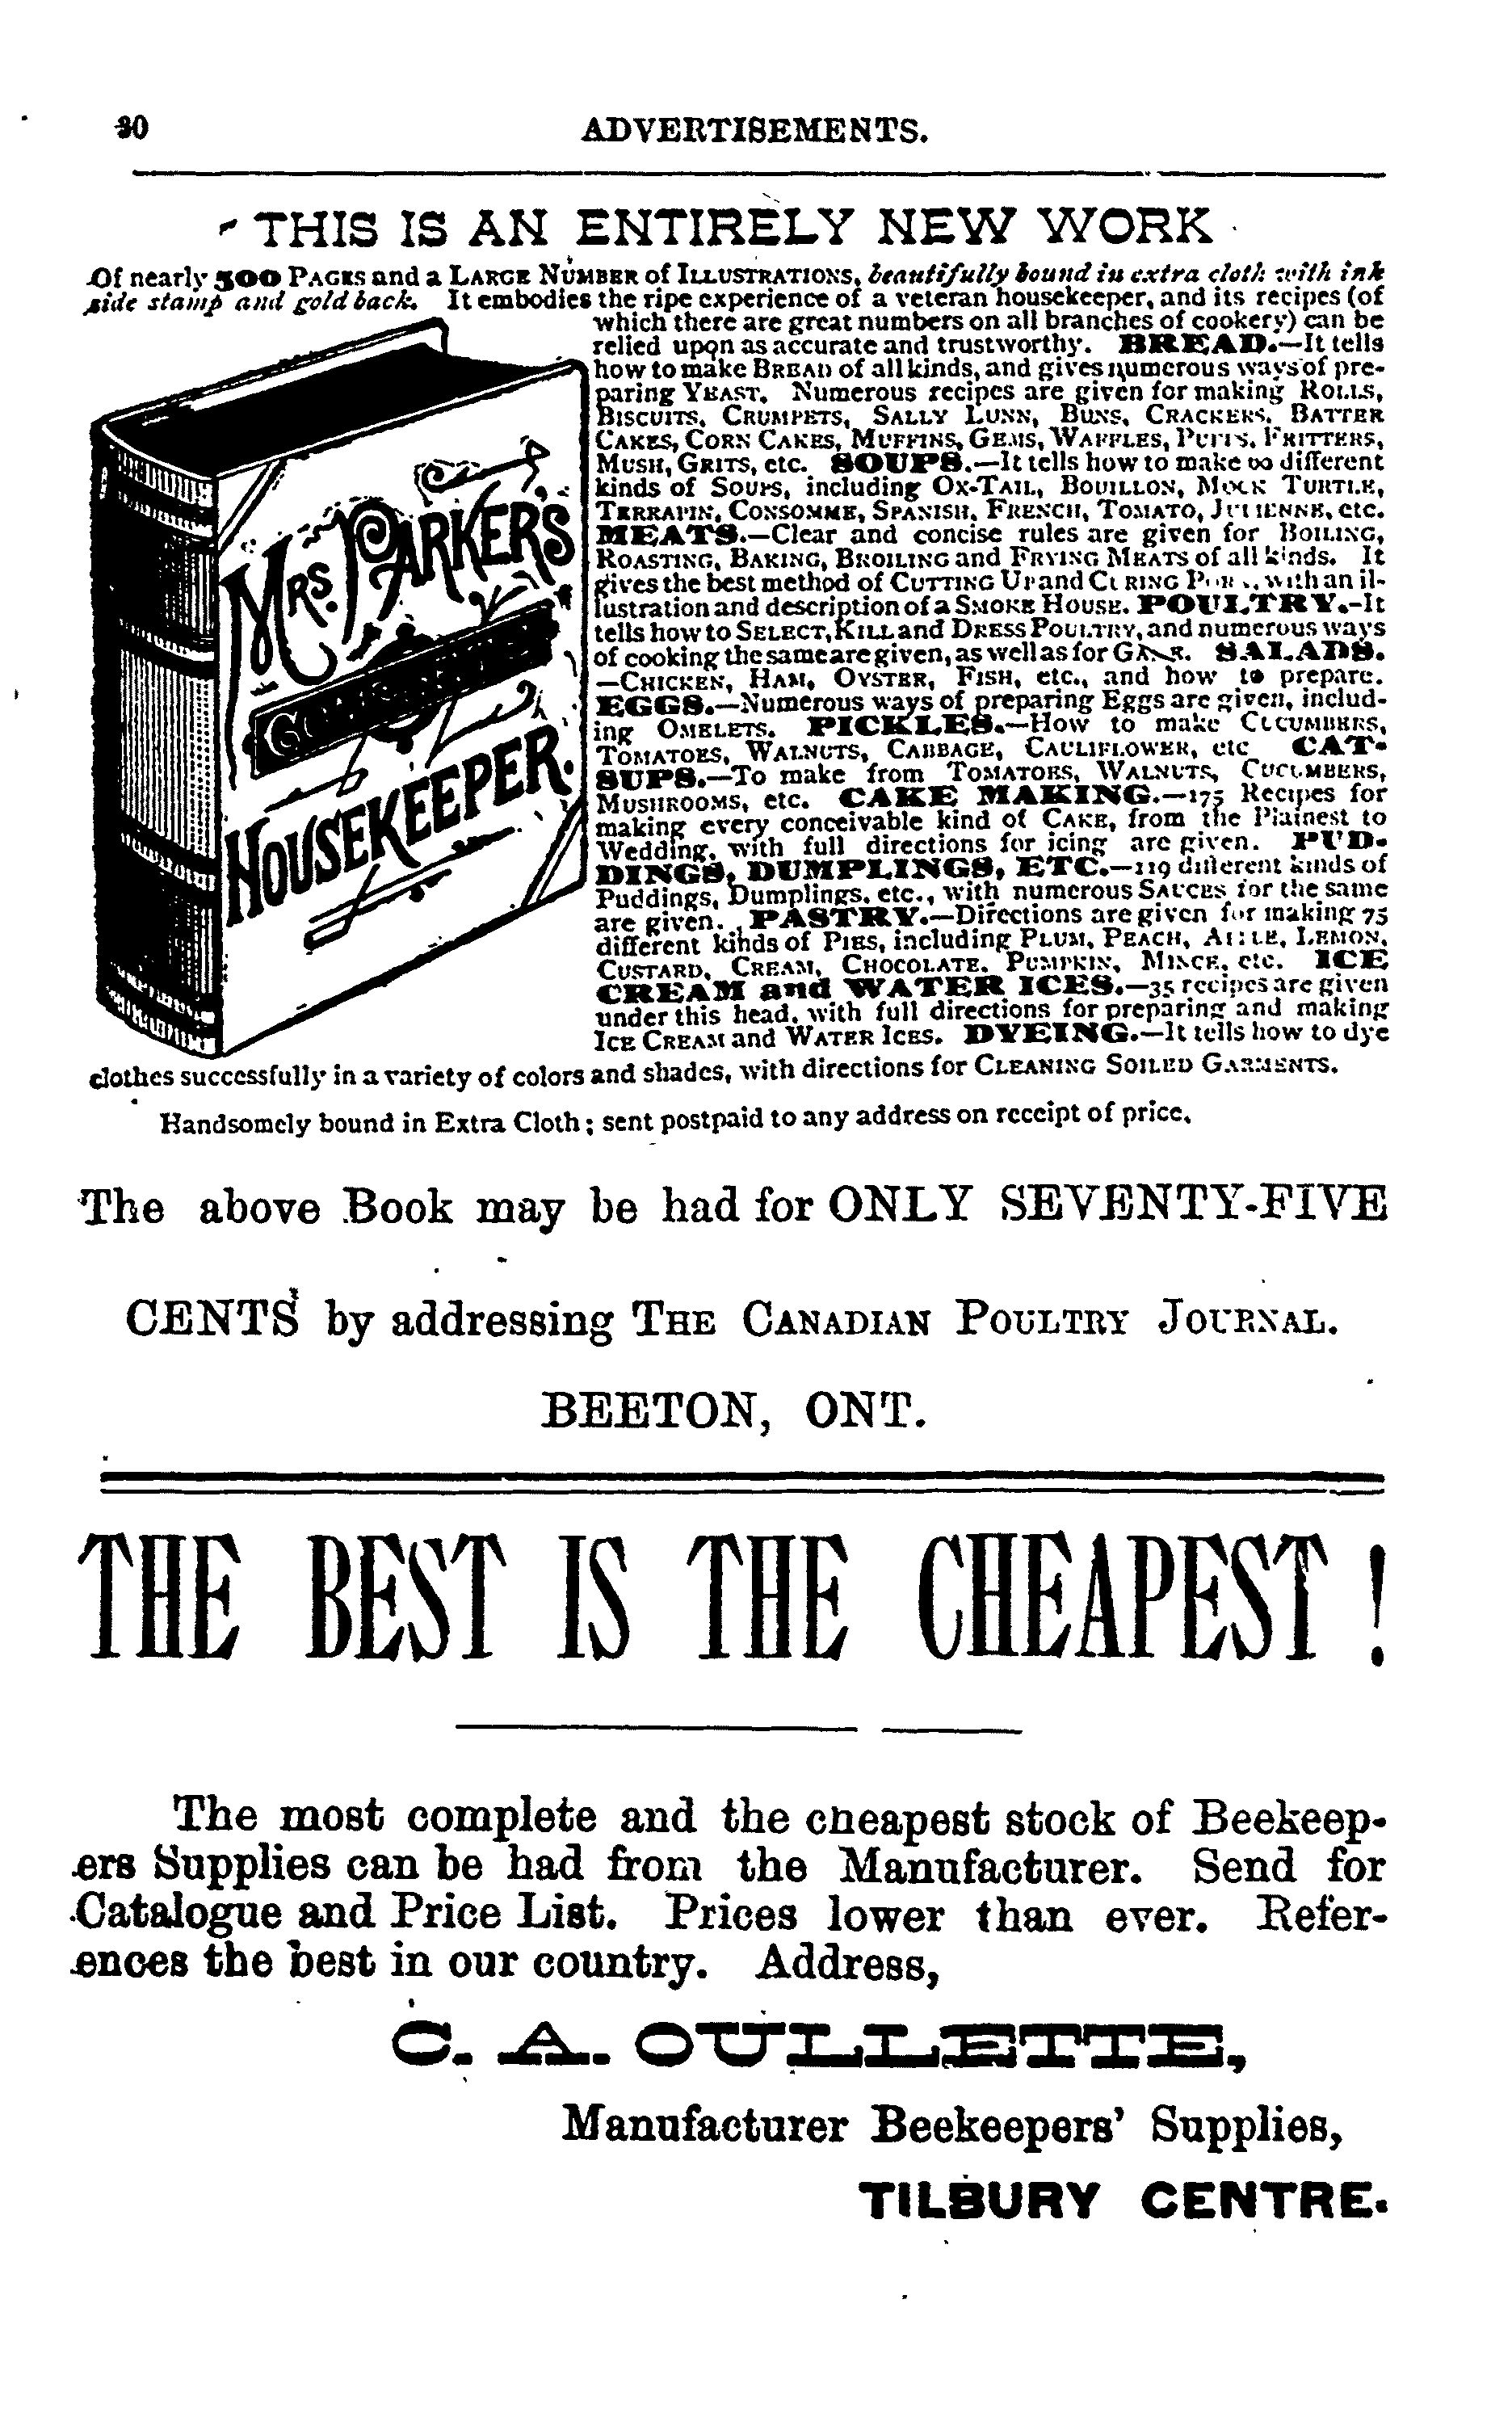 30
ADVERTISEMENTS.
THIS IS AN ENTIRELY NEW WORK
Of nearly 500 PAGES and a LARGE NUMBER of ILLUSTRATIONS, beautifully bound in extra cloth with ink
side stamp and gold back. It embodies the ripe experience of a veteran housekeeper, and its recipes (of
which there are great numbers on all branches of cookery) can be
relied upon as accurate and trustworthy. BREAD.—It tells
how to make BREAD of all kinds, and gives numerous ways of pre-
paring YEAST. Numerous recipes are given for making ROLLS,
BISCUITS, CRUMPETS, SALLY LUNN, BUNS, CRACKERS, BATTER
CAKES, CORN CAKES, MUFFINS, GEMS, WAFFLES, PUFFS, FRITTERS,
MUSH, GRITS, etc. SOUPS.—It tells how to make different
kinds of SOUPS, including OX-TAIL, BOUILLON, MOCK TURTLE,
TERRAPIN, CONSOMME, SPANISH, FRENCH, TOMATO, JULIENNE, etc.
MEATS.—Clear and concise rules are given for BOILING,
ROASTING, BAKING, BROILING and FRYING MEATS of all kinds. It
gives the best method of CUTTING UP and CURING PORK, with an il-
lustration and description of a SMOKE HOUSE. POULTRY.-It
tells how to SELECT, KILL and DRESS POULTRY, and numerous ways
of cooking the same are given, as well as for GAME. SALADS.
—CHICKEN, HAM, OYSTER, FISH, etc., and how to prepare.
EGGS.—Numerous ways of preparing Eggs are given, includ-
ing OMELETS. PICKLES.—How to make CUCUMBERS,
TOMATOES, WALNUTS, CABBAGE, CAULIFLOWER, etc CAT-
SUPS.—To make from TOMATOES, WALNUTS, CUCUMBERS,
MUSHROOMS, etc. CAKE MAKING.—175 Recipes for
making every conceivable kind of CAKE, from the Plainest to
Wedding, with full directions for icing are given. PUD-
DINGS, DUMPLINGS, ETC.—119 different kinds of
Puddings, Dumplings, etc., with numerous SAUCES for the same
are given. PASTRY.—Directions are given for making 75
different kinds of PIES, including PLUM, PEACH, APPLE, LEMON,
CUSTARD, CREAM, CHOCOLATE, PUMPKIN, MINCE, etc. ICE
CREAM and WATER ICES.—35 recipes are given
under this head, with full directions for preparing and making
ICE CREAM and WATER ICES. DYEING.—It tells how to dye
clothes successfully in a variety of colors and shades, with directions for CLEANING SOILED GARMENTS.
MRS. PARKER'S
COMPLETE
HOUSEKEEPER.
Handsomely bound in Extra Cloth; sent postpaid to any address on receipt of price.
The above Book may be had for ONLY SEVENTY-FIVE
CENTS by addressing THE CANADIAN POULTRY JOURNAL.
BEETON, ONT.
THE BEST IS THE CHEAPEST!
The most complete and the cheapest stock of Beekeep-
ers Supplies can be had from the Manufacturer. Send for
Catalogue and Price List. Prices lower than ever. Refer-
ences the best in our country. Address,
C. A. OULLETTE,
Manufacturer Beekeepers' Supplies,
TILBURY CENTRE.